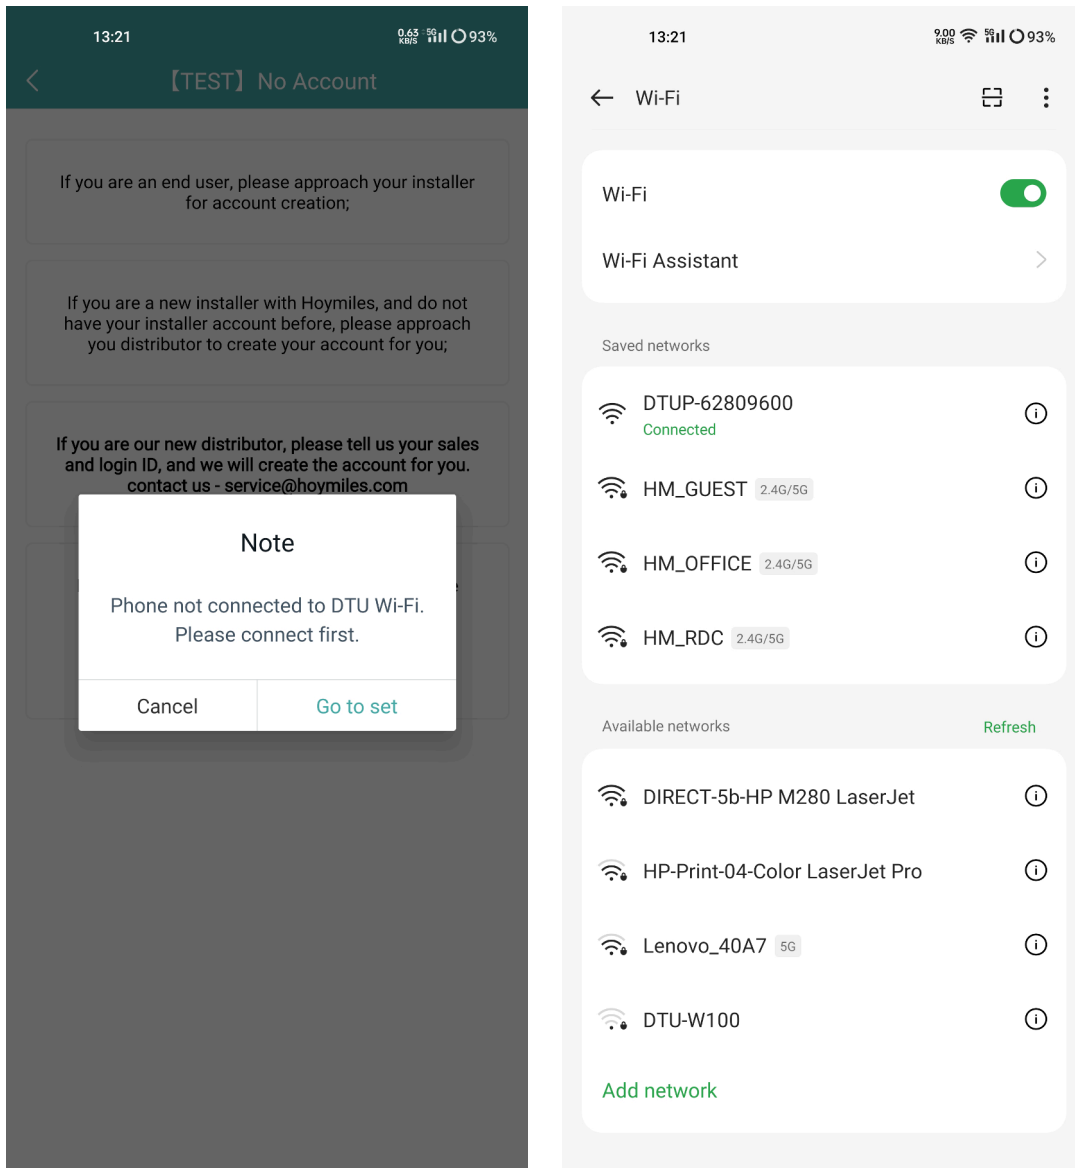 13:21
0.63
KB/S
5G
93%
【TEST】No Account
If you are an end user, please approach your installer
for account creation;
If you are a new installer with Hoymiles, and do not
have your installer account before, please approach
you distributor to create your account for you;
If you are our new distributor, please tell us your sales
and login ID, and we will create the account for you.
contact us - service@hoymiles.com
Note
Phone not connected to DTU Wi-Fi.
Please connect first.
Cancel
Go to set
13:21
9.00
KB/S
5G
93%
Wi-Fi
Wi-Fi
Wi-Fi Assistant
Saved networks
DTUP-62809600
Connected
HM_GUEST 2.4G/5G
HM_OFFICE 2.4G/5G
HM_RDC 2.4G/5G
Available networks
Refresh
DIRECT-5b-HP M280 LaserJet
HP-Print-04-Color LaserJet Pro
Lenovo_40A7 5G
DTU-W100
Add network